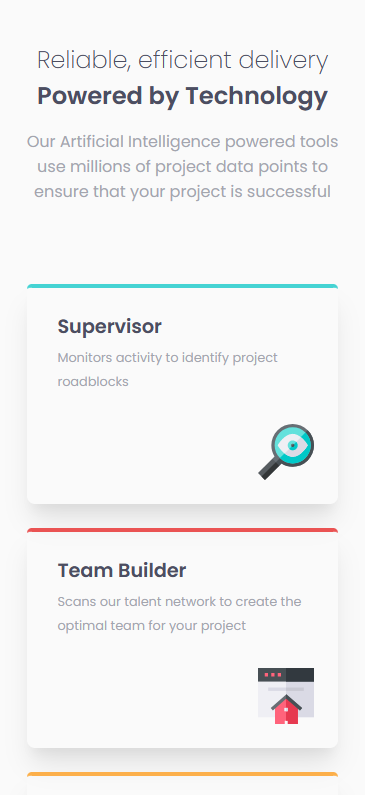 Reliable, efficient delivery
Powered by Technology
Our Artificial Intelligence powered tools
use millions of project data points to
ensure that your project is successful
Supervisor
Monitors activity to identify project
roadblocks
Team Builder
Scans our talent network to create the
optimal team for your project